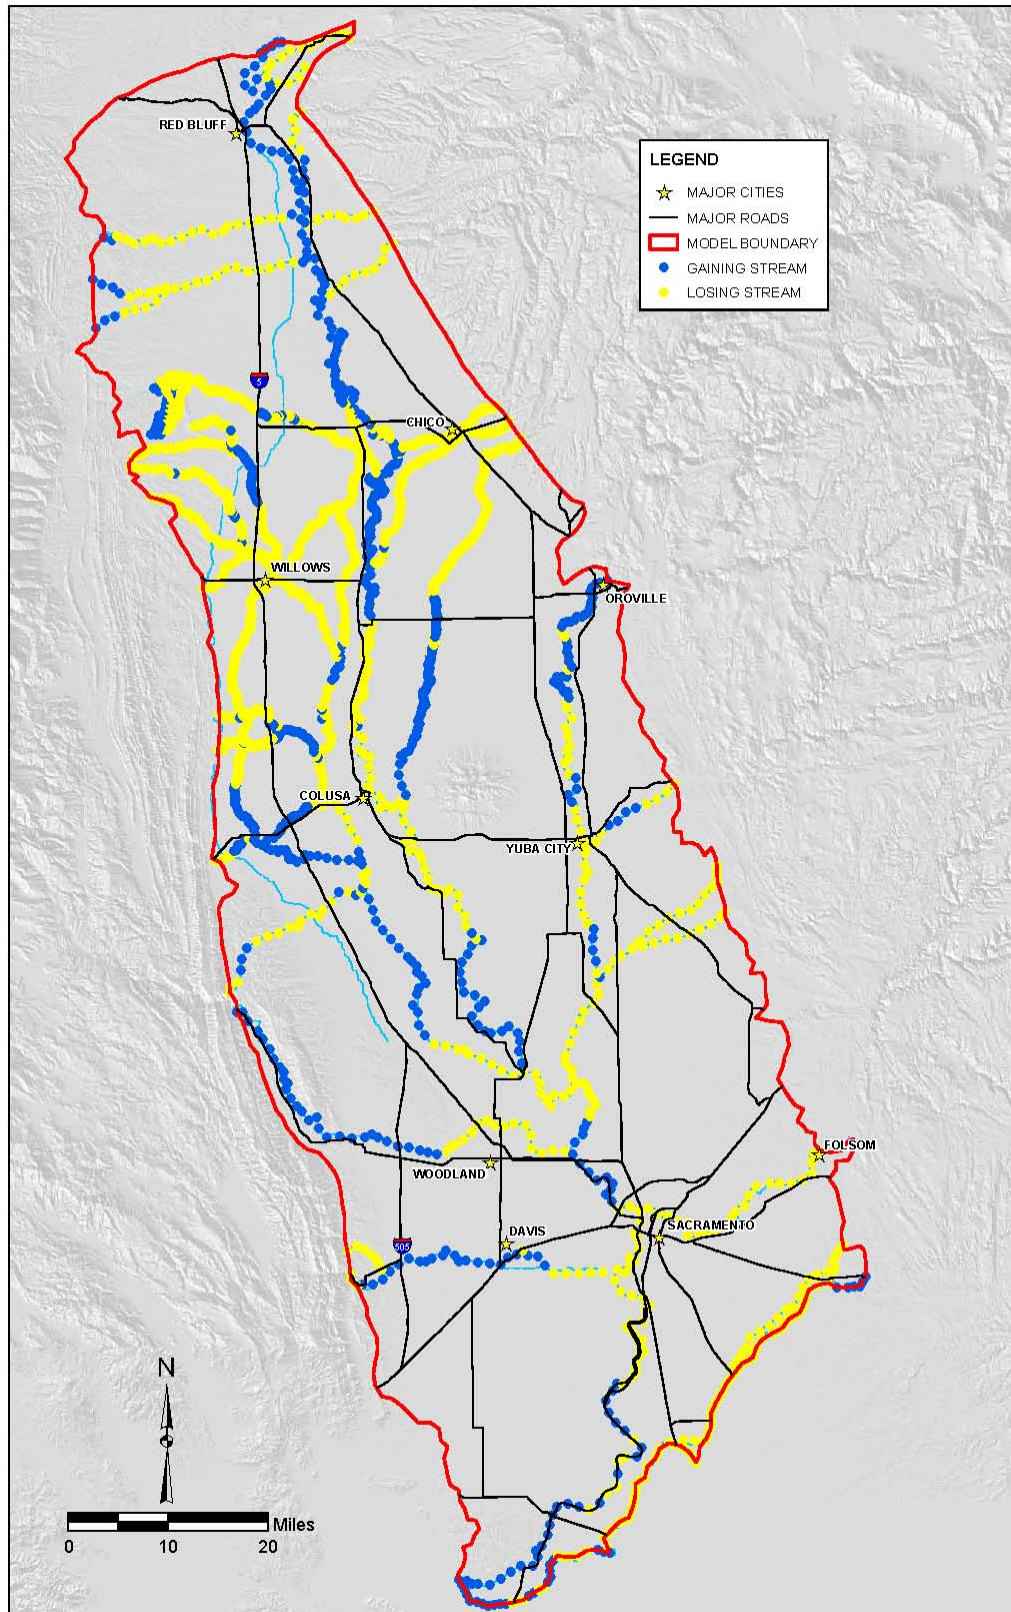 RED BLUFF
LEGEND
MAJOR CITIES
MAJOR ROADS
MODEL BOUNDARY
GAINING STREAM
LOSING STREAM
5
CHICO
WILLOWS
OROVILLE
COLUSA
YUBA CITY
FOLSOM
WOODLAND
SACRAMENTO
DAVIS
505
N
Miles
0 10 20